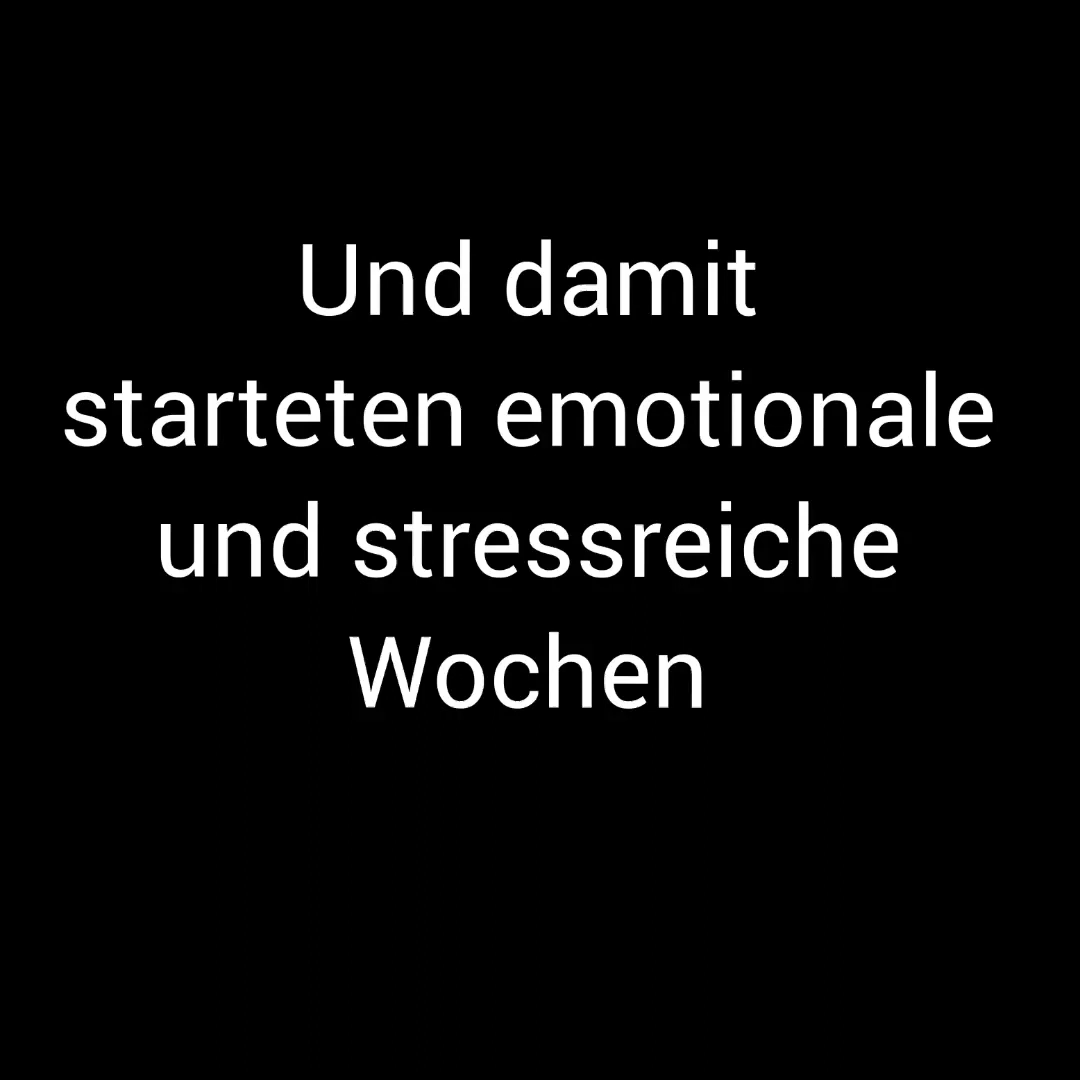 Und damit
starteten emotionale
und stressreiche
Wochen